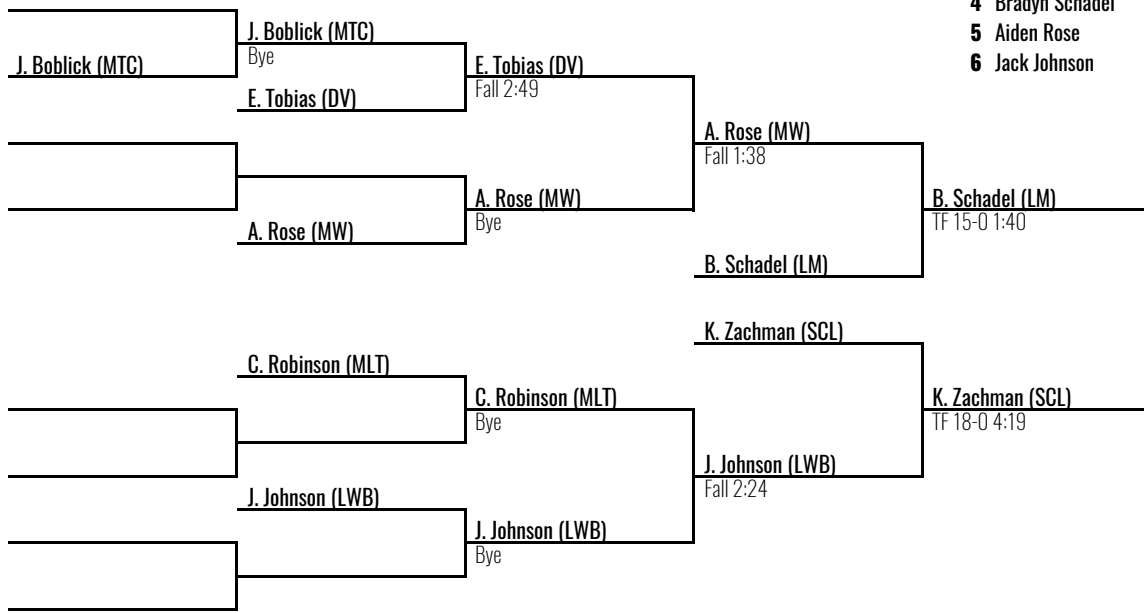 4 Bradyn Schadel
5 Aiden Rose
6 Jack Johnson
J. Boblick (MTC)
J. Boblick (MTC)
Bye
E. Tobias (DV)
E. Tobias (DV)
Fall 2:49
A. Rose (MW)
A. Rose (MW)
Bye
A. Rose (MW)
Fall 1:38
B. Schadel (LM)
B. Schadel (LM)
TF 15-0 1:40
K. Zachman (SCL)
C. Robinson (MLT)
C. Robinson (MLT)
Bye
J. Johnson (LWB)
J. Johnson (LWB)
Bye
J. Johnson (LWB)
Fall 2:24
K. Zachman (SCL)
TF 18-0 4:19